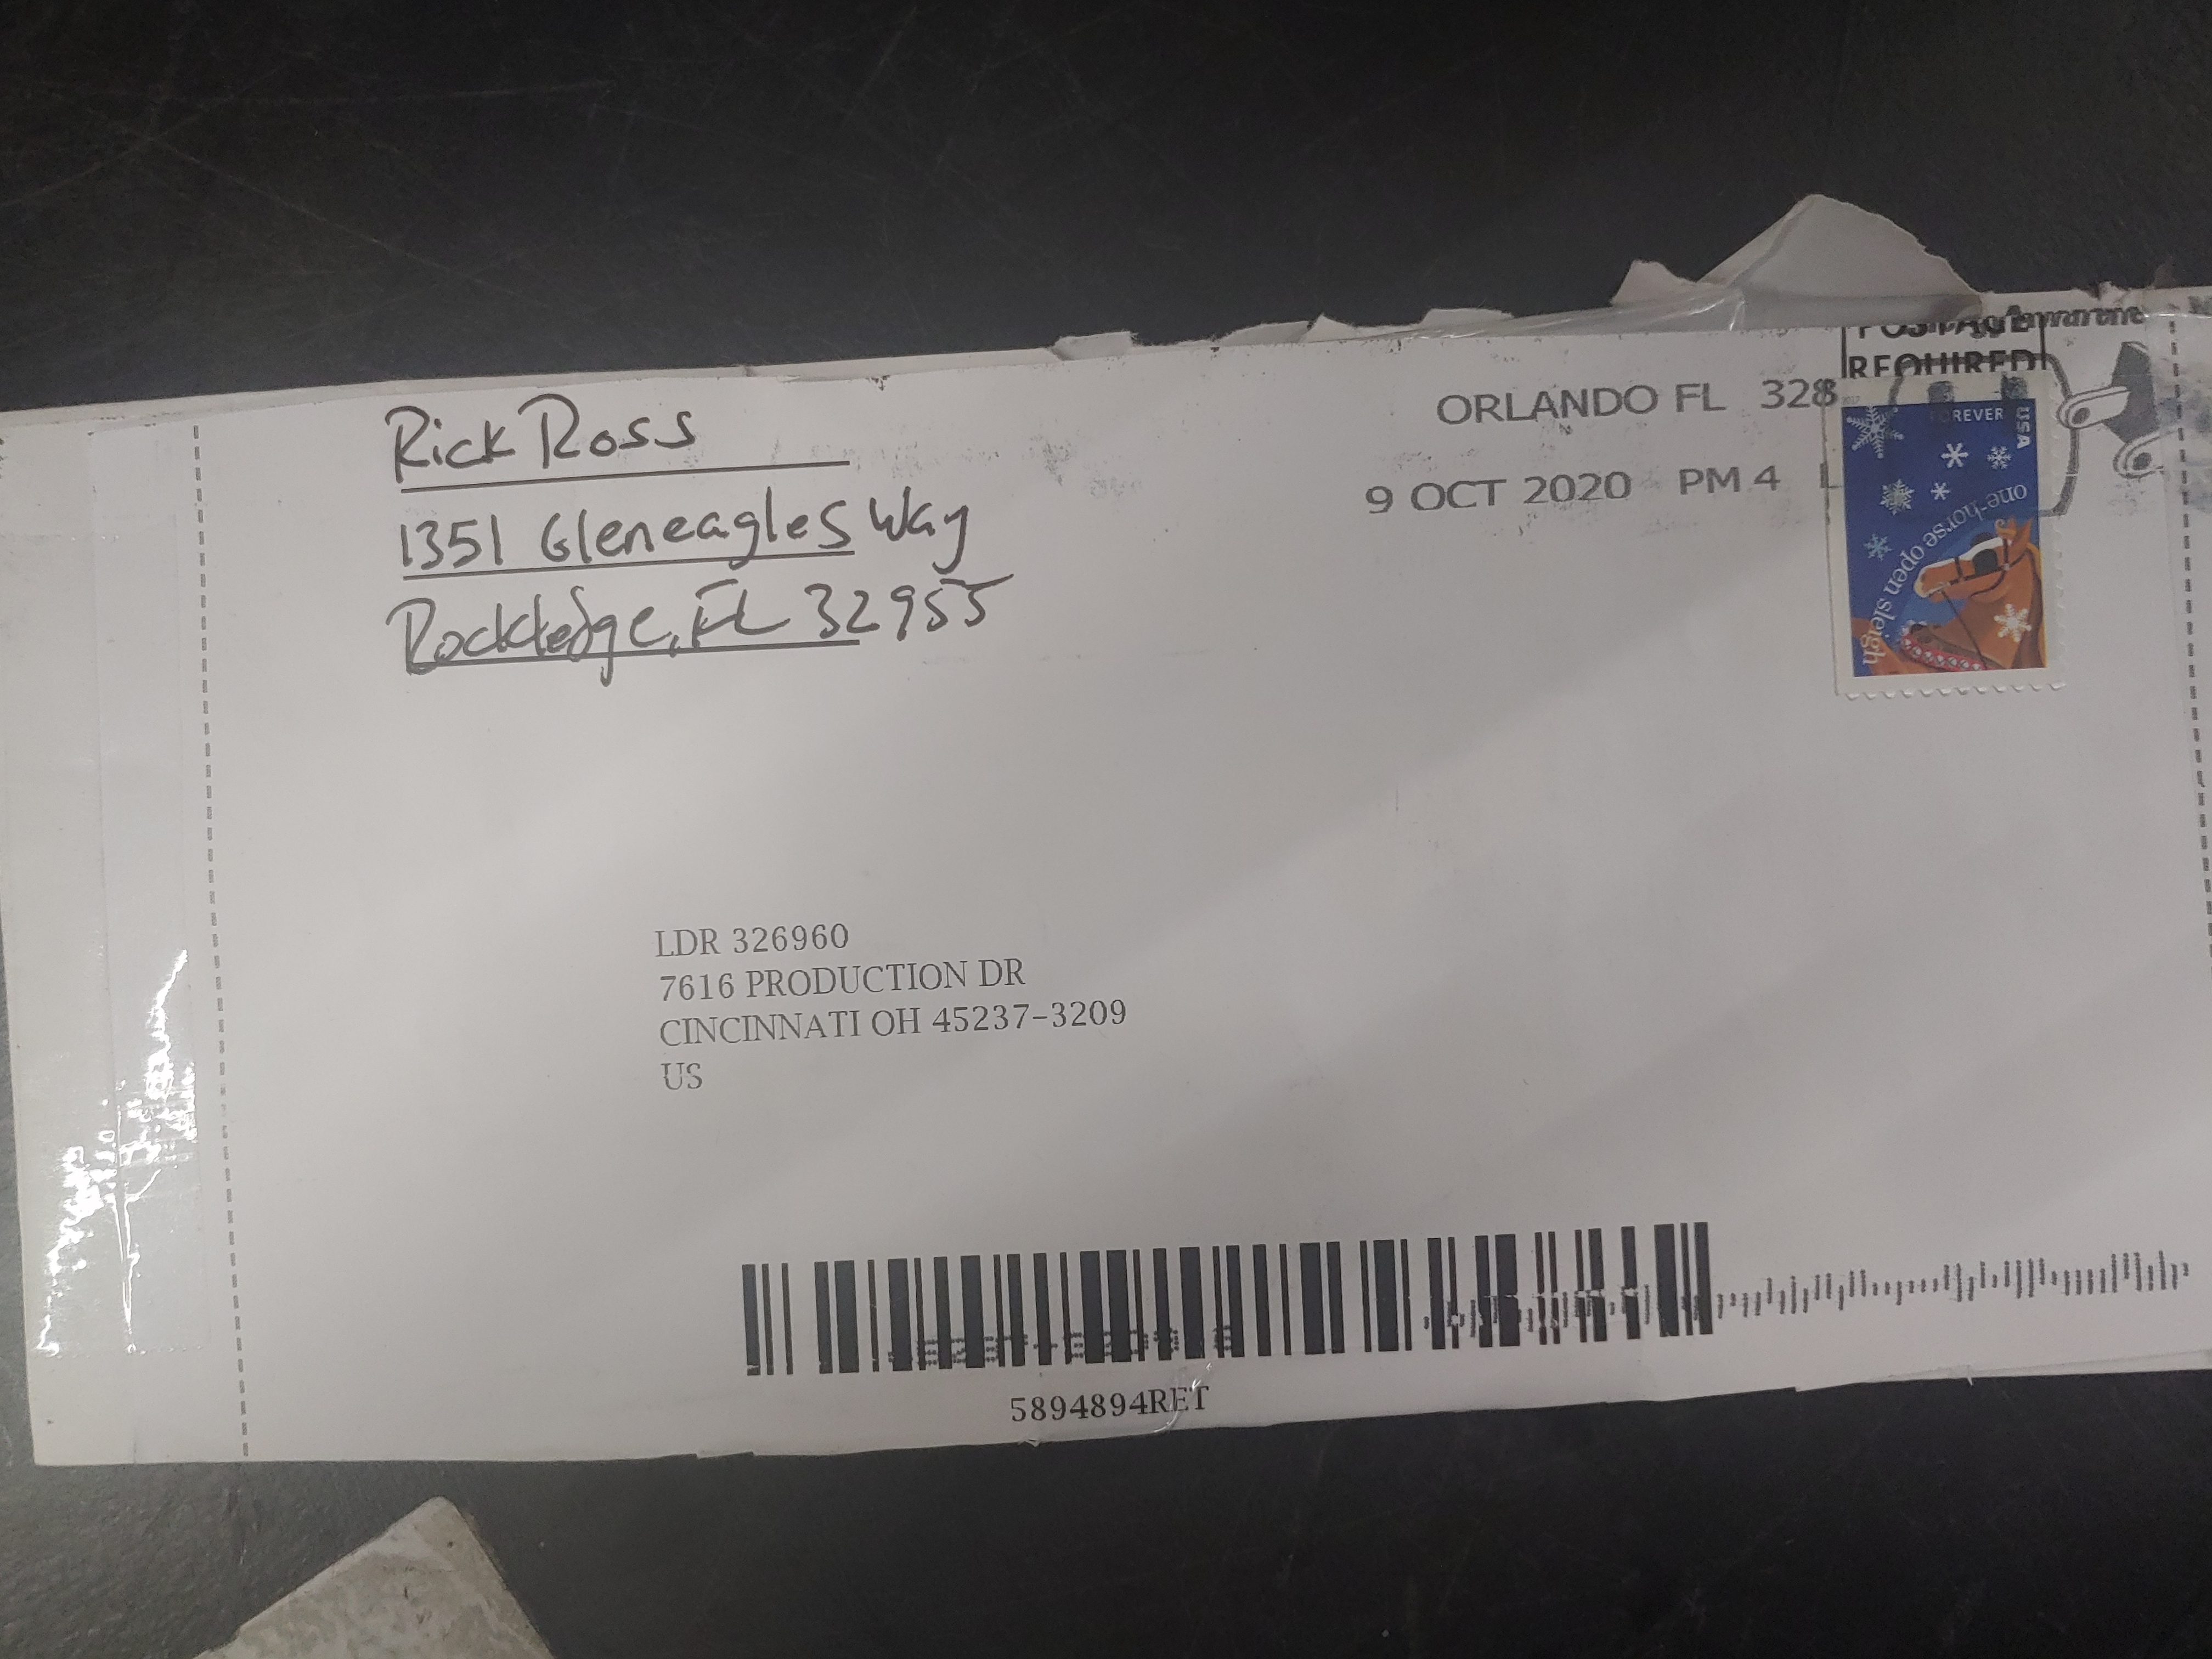 Rick Ross
1351 Gleneagles Way
Rockledge, FL 32955
REQUIRED
ORLANDO FL 328
9 OCT 2020 PM 4 L
FOREVER USA
one-horse open sleigh
LDR 326960
7616 PRODUCTION DR
CINCINNATI OH 45237-3209
US
5894894RET